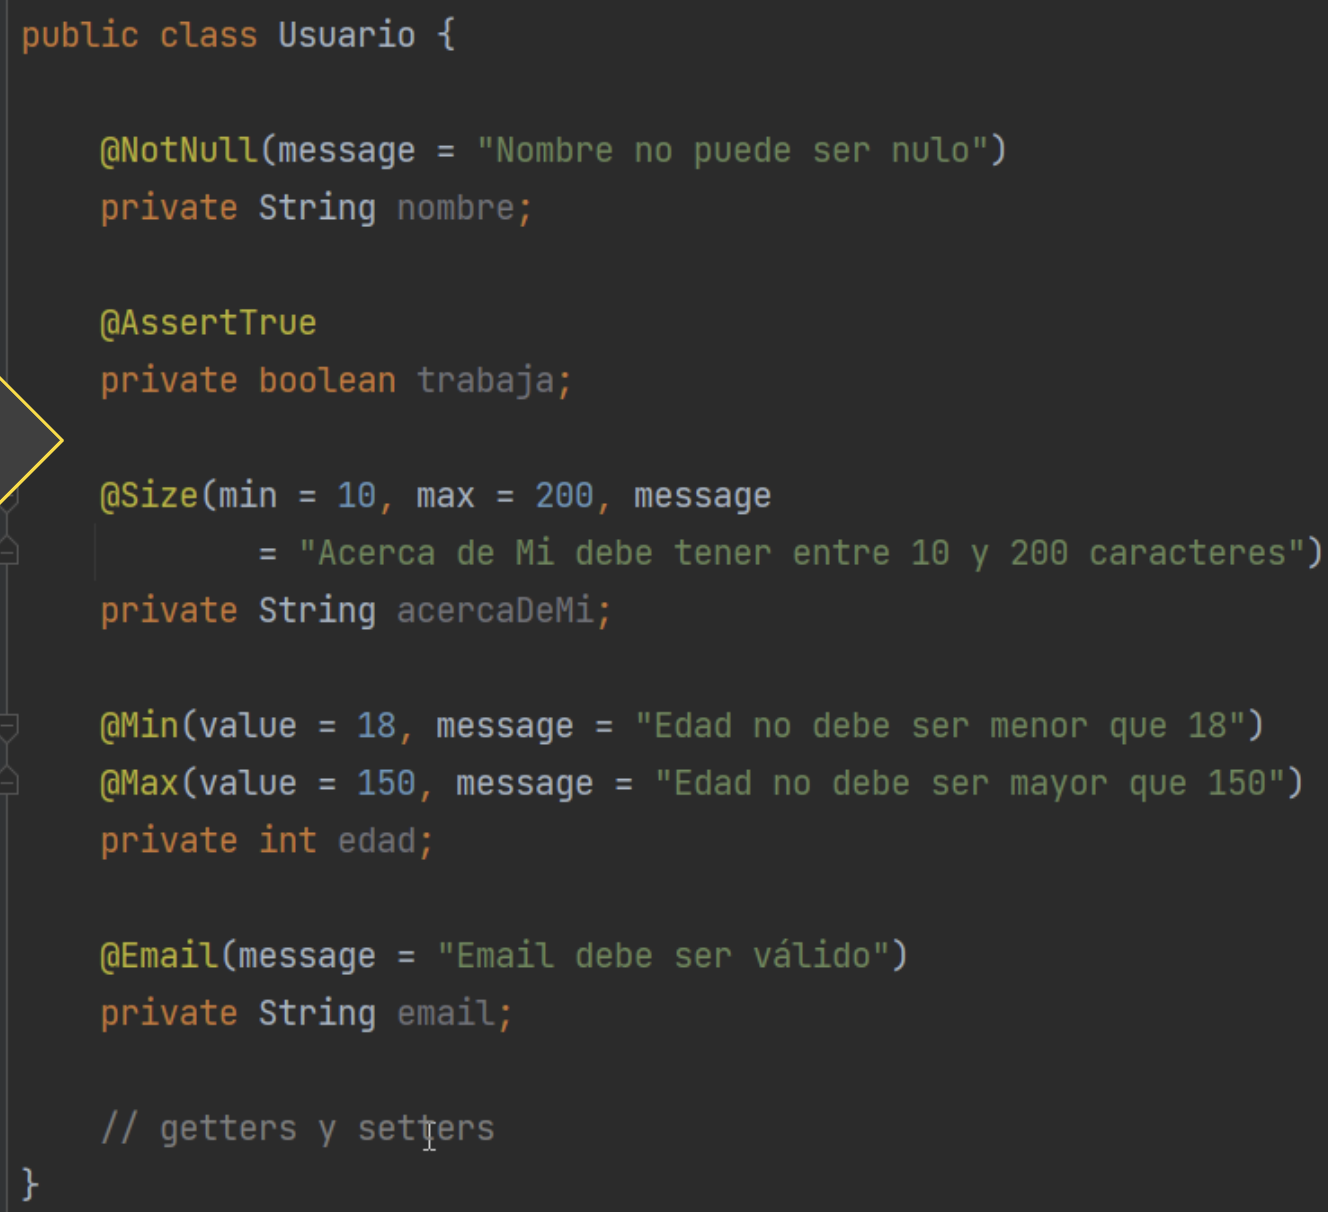 public class Usuario {
@NotNull(message = "Nombre no puede ser nulo")
private String nombre;
@AssertTrue
private boolean trabaja;
@Size(min = 10, max = 200, message
= "Acerca de Mi debe tener entre 10 y 200 caracteres")
private String acercaDeMi;
@Min(value = 18, message = "Edad no debe ser menor que 18")
@Max(value = 150, message = "Edad no debe ser mayor que 150")
private int edad;
@Email(message = "Email debe ser válido")
private String email;
// getters y setters
}